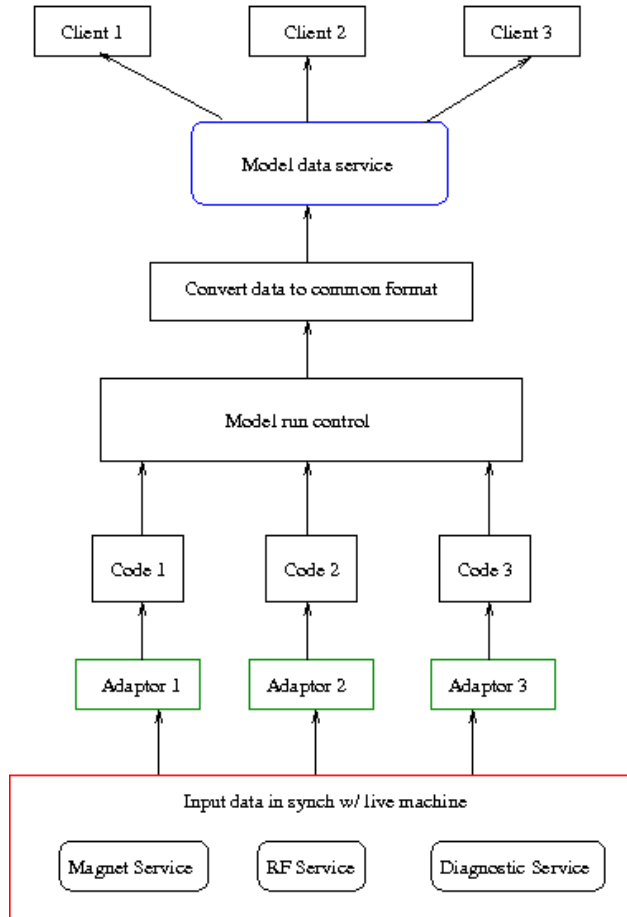 Client 1
Client 2
Client 3
Model data service
Convert data to common format
Model run control
Code 1
Code 2
Code 3
Adaptor 1
Adaptor 2
Adaptor 3
Input data in synch w/ live machine
Magnet Service
RF Service
Diagnostic Service